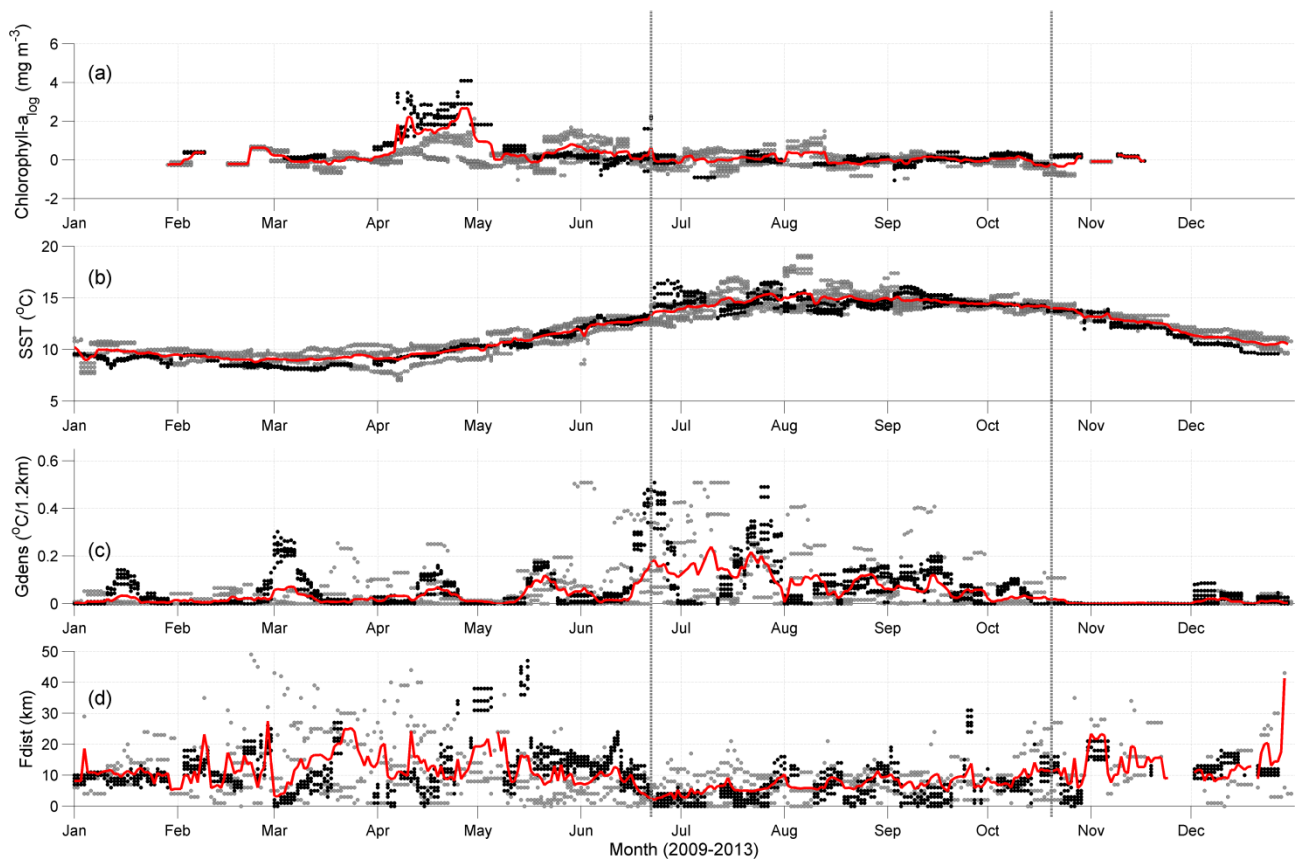 Chlorophyll-a_log (mg m⁻³)
6
4
2
0
-2
(a)
Jan Feb Mar Apr May Jun Jul Aug Sep Oct Nov Dec
SST (°C)
20
15
10
5
(b)
Jan Feb Mar Apr May Jun Jul Aug Sep Oct Nov Dec
Gdens (°C/1.2km)
0.6
0.4
0.2
0
(c)
Jan Feb Mar Apr May Jun Jul Aug Sep Oct Nov Dec
Frdist (km)
50
40
30
20
10
0
(d)
Jan Feb Mar Apr May Jun Jul Aug Sep Oct Nov Dec
Month (2009-2013)